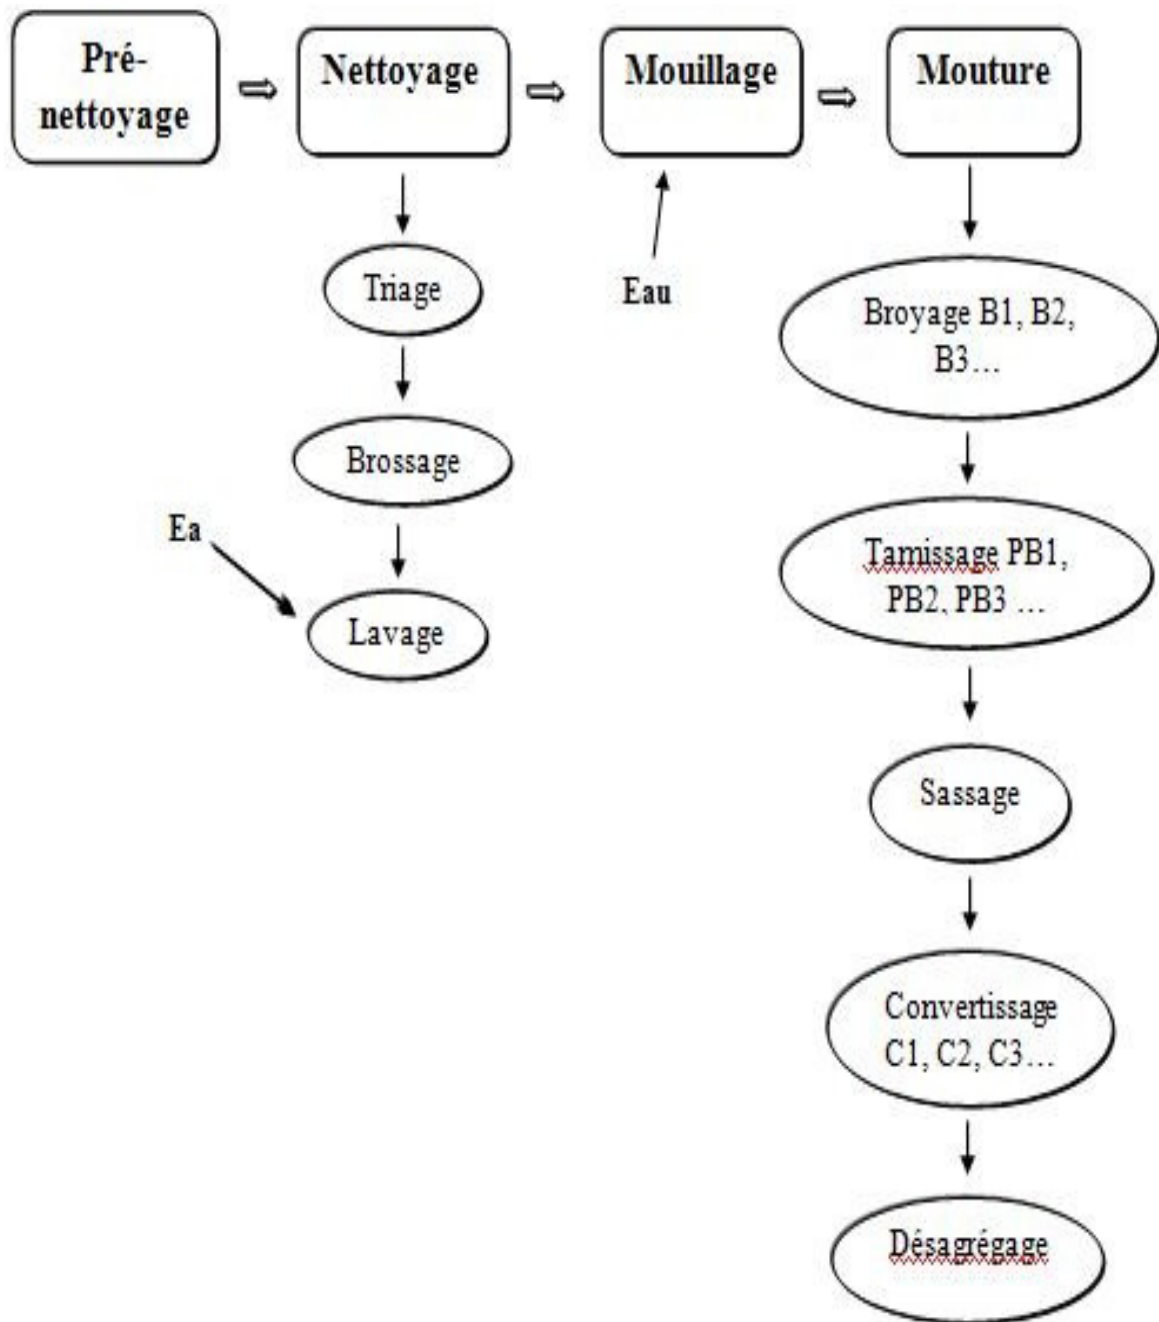 Pré-
nettoyage
Nettoyage
Mouillage
Mouture
Triage
Eau
Broyage B1, B2,
B3...
Brossage
Ea
Tamissage PB1,
PB2, PB3 ...
Lavage
Sassage
Convertissage
C1, C2, C3...
Désagrégage